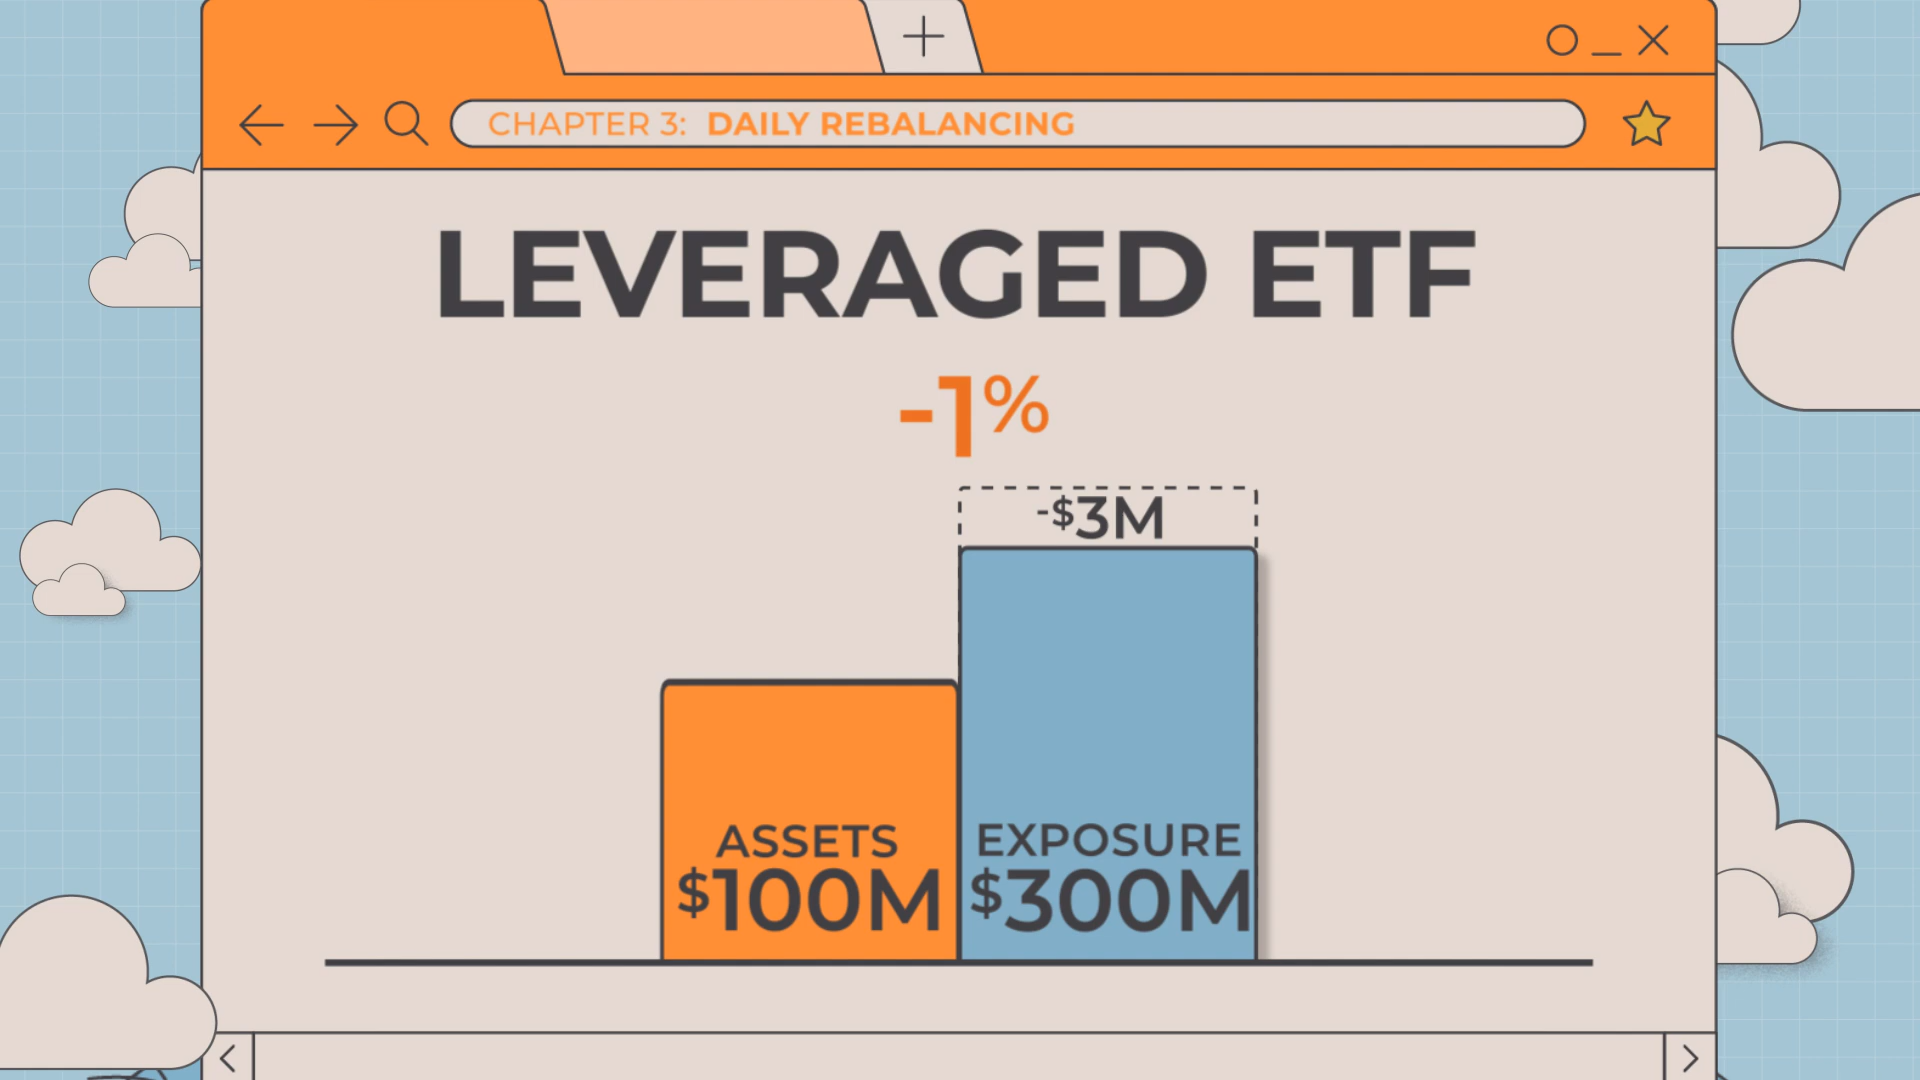 CHAPTER 3: DAILY REBALANCING
LEVERAGED ETF
-1%
-$3M
ASSETS
$100M
EXPOSURE
$300M